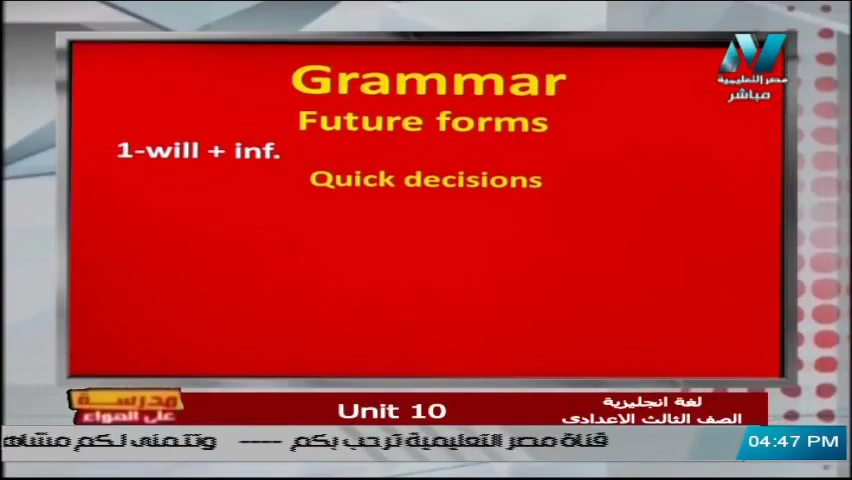 Grammar
مصر التعليمية
مباشر
Future forms
1-will + inf.
Quick decisions
مدرسة
على الهواء
Unit 10
لغة انجليزية
الصف الثالث الاعدادى
قناة مصر التعليمية ترحب بكم ---- وتتمنى لكم
04:47 PM